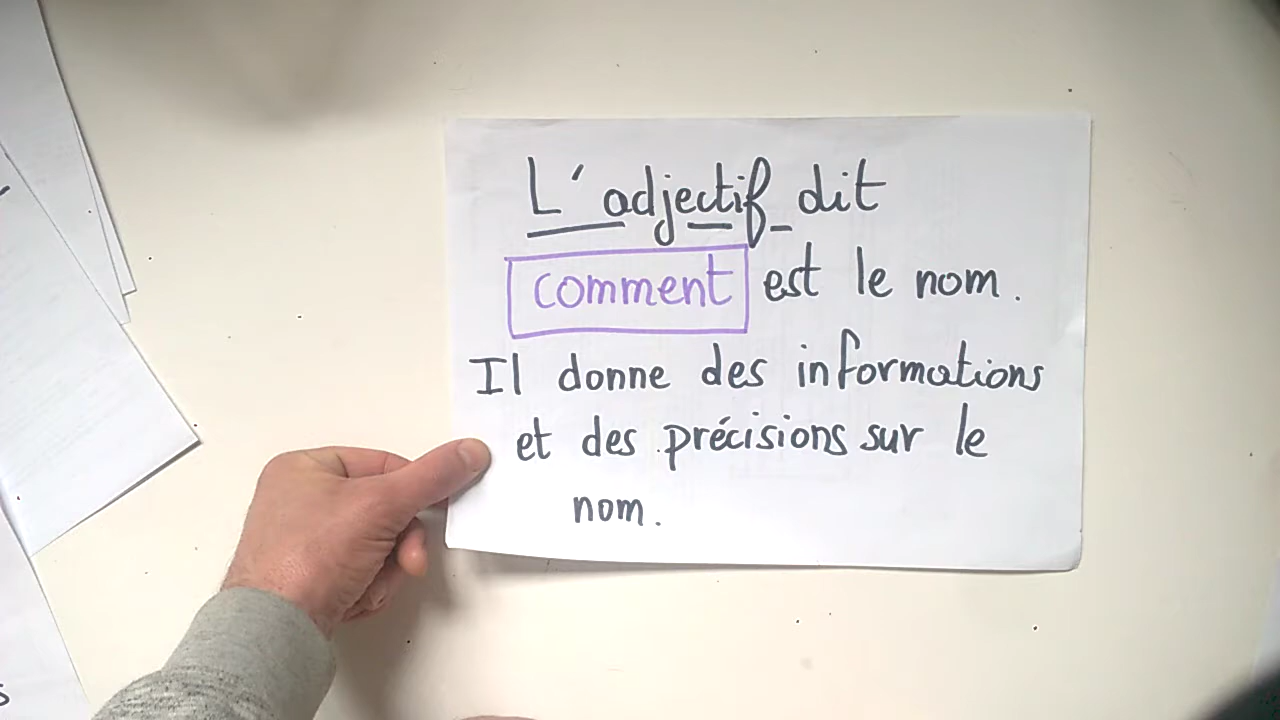 L'adjectif dit
comment est le nom.
Il donne des informations
et des précisions sur le
nom.